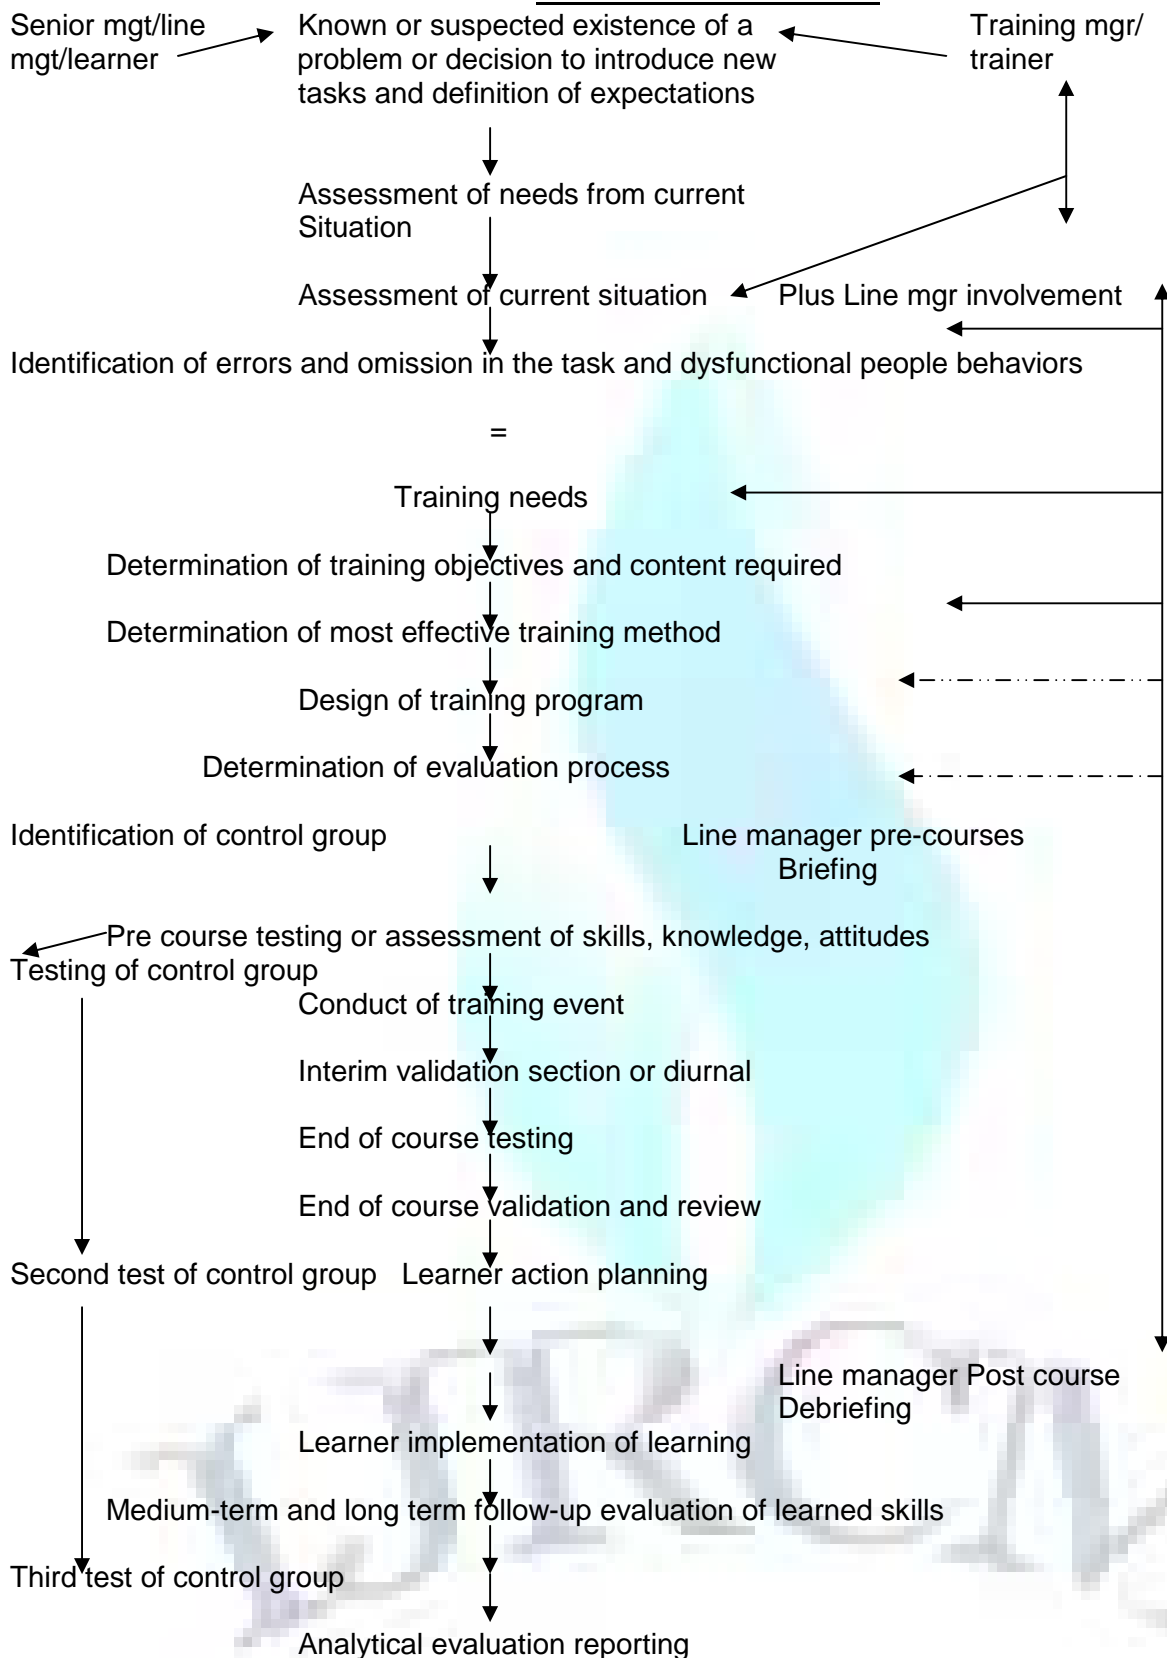 Senior mgt/line
mgt/learner
Known or suspected existence of a
problem or decision to introduce new
tasks and definition of expectations
Training mgr/
trainer
Assessment of needs from current
Situation
Assessment of current situation
Plus Line mgr involvement
Identification of errors and omission in the task and dysfunctional people behaviors
=
Training needs
Determination of training objectives and content required
Determination of most effective training method
Design of training program
Determination of evaluation process
Identification of control group
Line manager pre-courses
Briefing
Pre course testing or assessment of skills, knowledge, attitudes
Testing of control group
Conduct of training event
Interim validation section or diurnal
End of course testing
End of course validation and review
Second test of control group
Learner action planning
Line manager Post course
Debriefing
Learner implementation of learning
Medium-term and long term follow-up evaluation of learned skills
Third test of control group
Analytical evaluation reporting
IJRCM